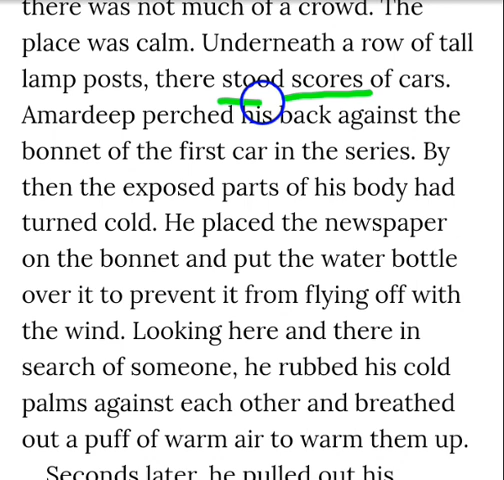 there was not much of a crowd. The
place was calm. Underneath a row of tall
lamp posts, there stood scores of cars.
Amardeep perched his back against the
bonnet of the first car in the series. By
then the exposed parts of his body had
turned cold. He placed the newspaper
on the bonnet and put the water bottle
over it to prevent it from flying off with
the wind. Looking here and there in
search of someone, he rubbed his cold
palms against each other and breathed
out a puff of warm air to warm them up.
Seconds later, he pulled out his